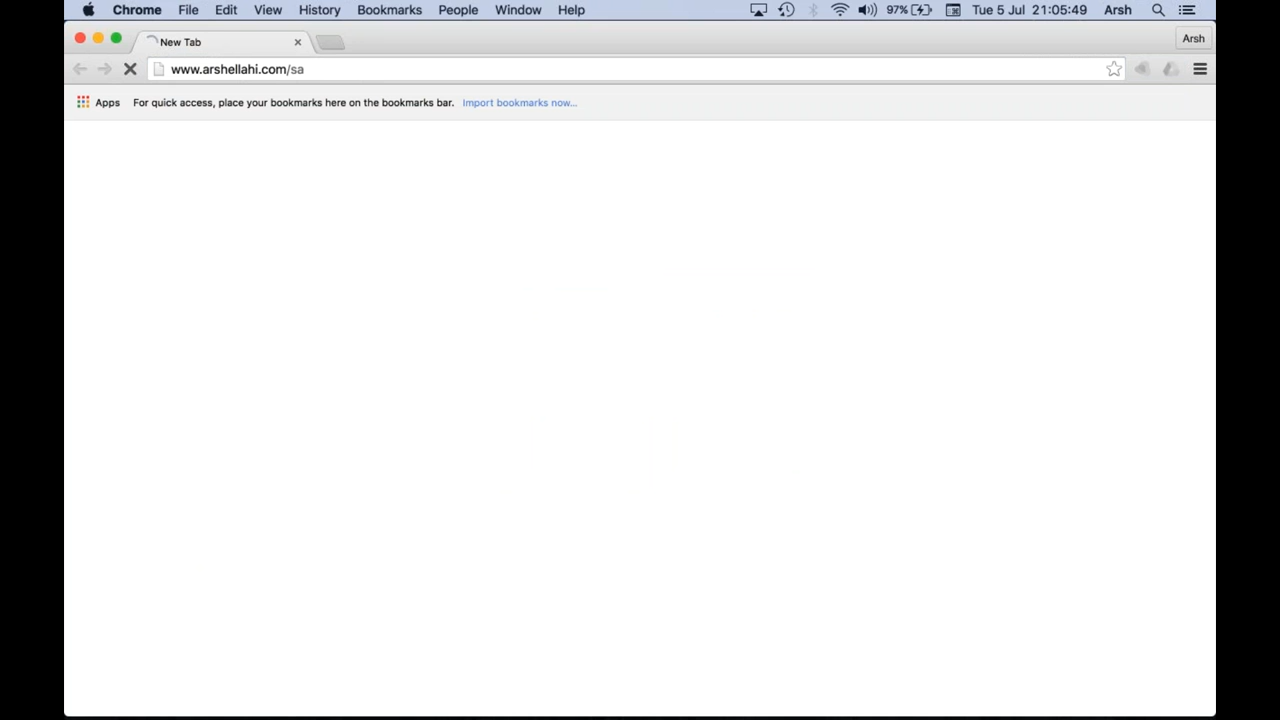 Chrome File Edit View History Bookmarks People Window Help 97% Tue 5 Jul 21:05:49 Arsh
New Tab Arsh
www.arshellahi.com/sa
Apps For quick access, place your bookmarks here on the bookmarks bar. Import bookmarks now...